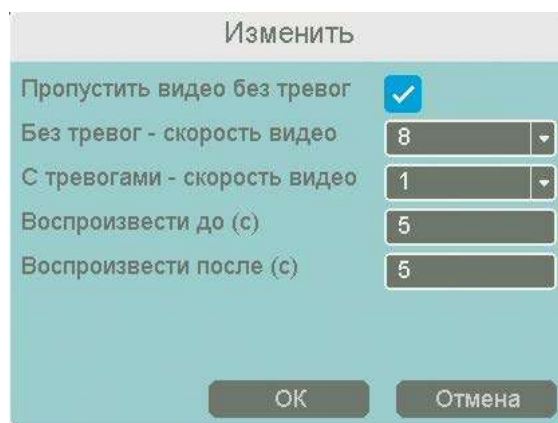 Изменить
Пропустить видео без тревог
Без тревог - скорость видео 8
С тревогами - скорость видео 1
Воспроизвести до (с) 5
Воспроизвести после (с) 5
ОК Отмена